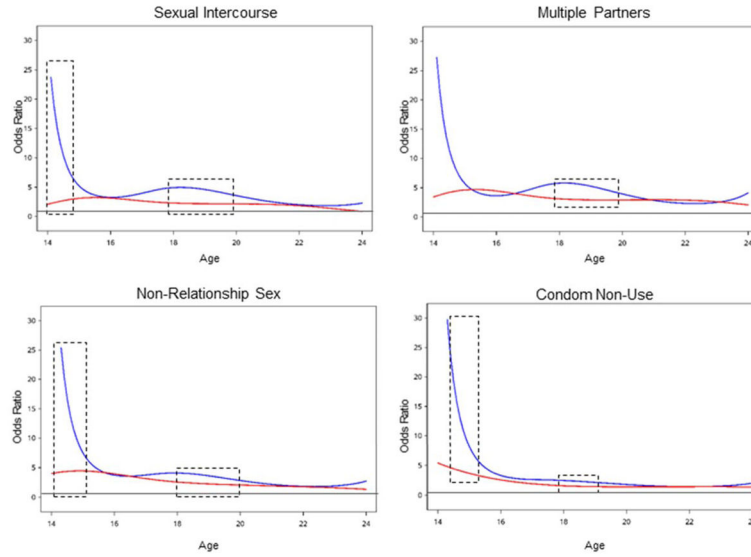 Sexual Intercourse
30
25
20
15
10
5
0
Odds Ratio
14 16 18 20 22 24
Age
Multiple Partners
30
25
20
15
10
5
0
Odds Ratio
14 16 18 20 22 24
Age
Non-Relationship Sex
30
25
20
15
10
5
0
Odds Ratio
14 16 18 20 22 24
Age
Condom Non-Use
30
25
20
15
10
5
0
Odds Ratio
14 16 18 20 22 24
Age